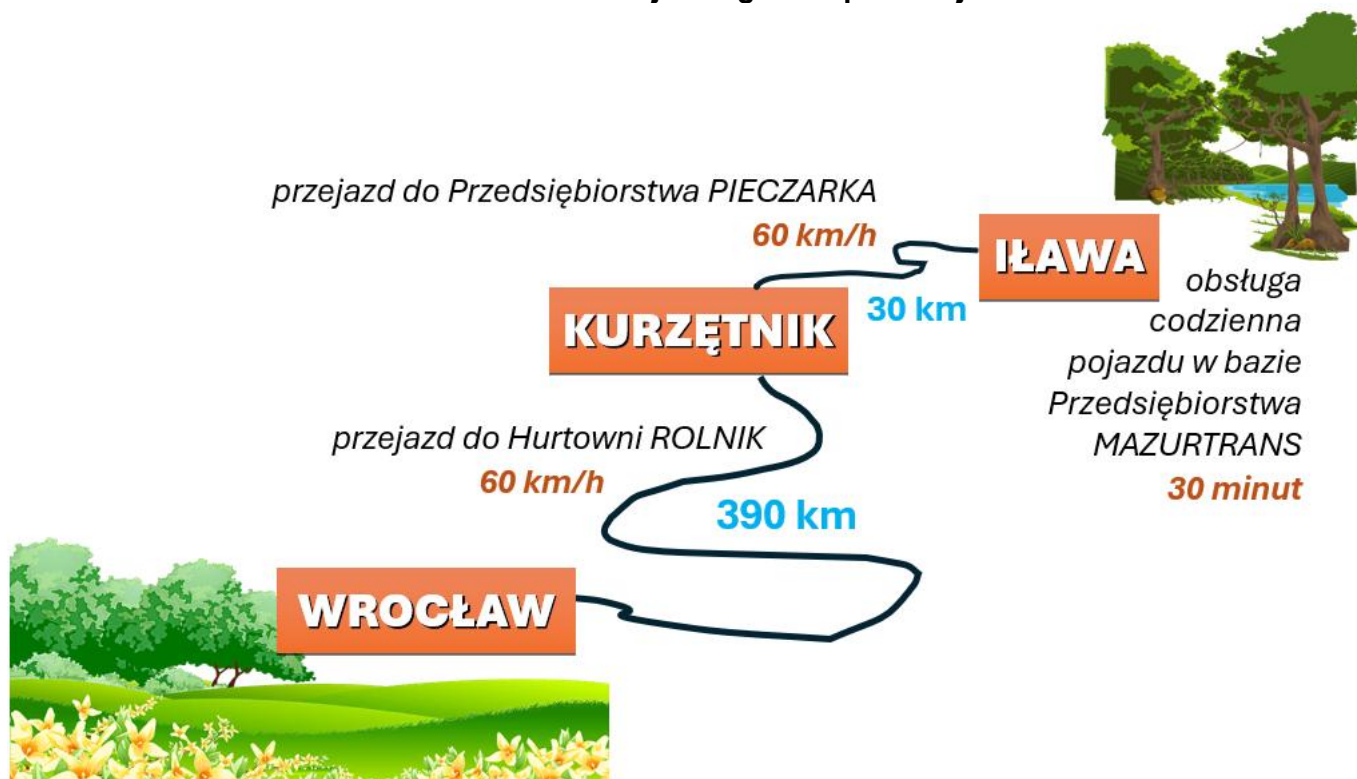 przejazd do Przedsiębiorstwa PIECZARKA
60 km/h
IŁAWA
30 km
KURZĘTNIK
obsługa
codzienna
pojazdu w bazie
Przedsiębiorstwa
MAZURTRANS
30 minut
przejazd do Hurtowni ROLNIK
60 km/h
390 km
WROCŁAW